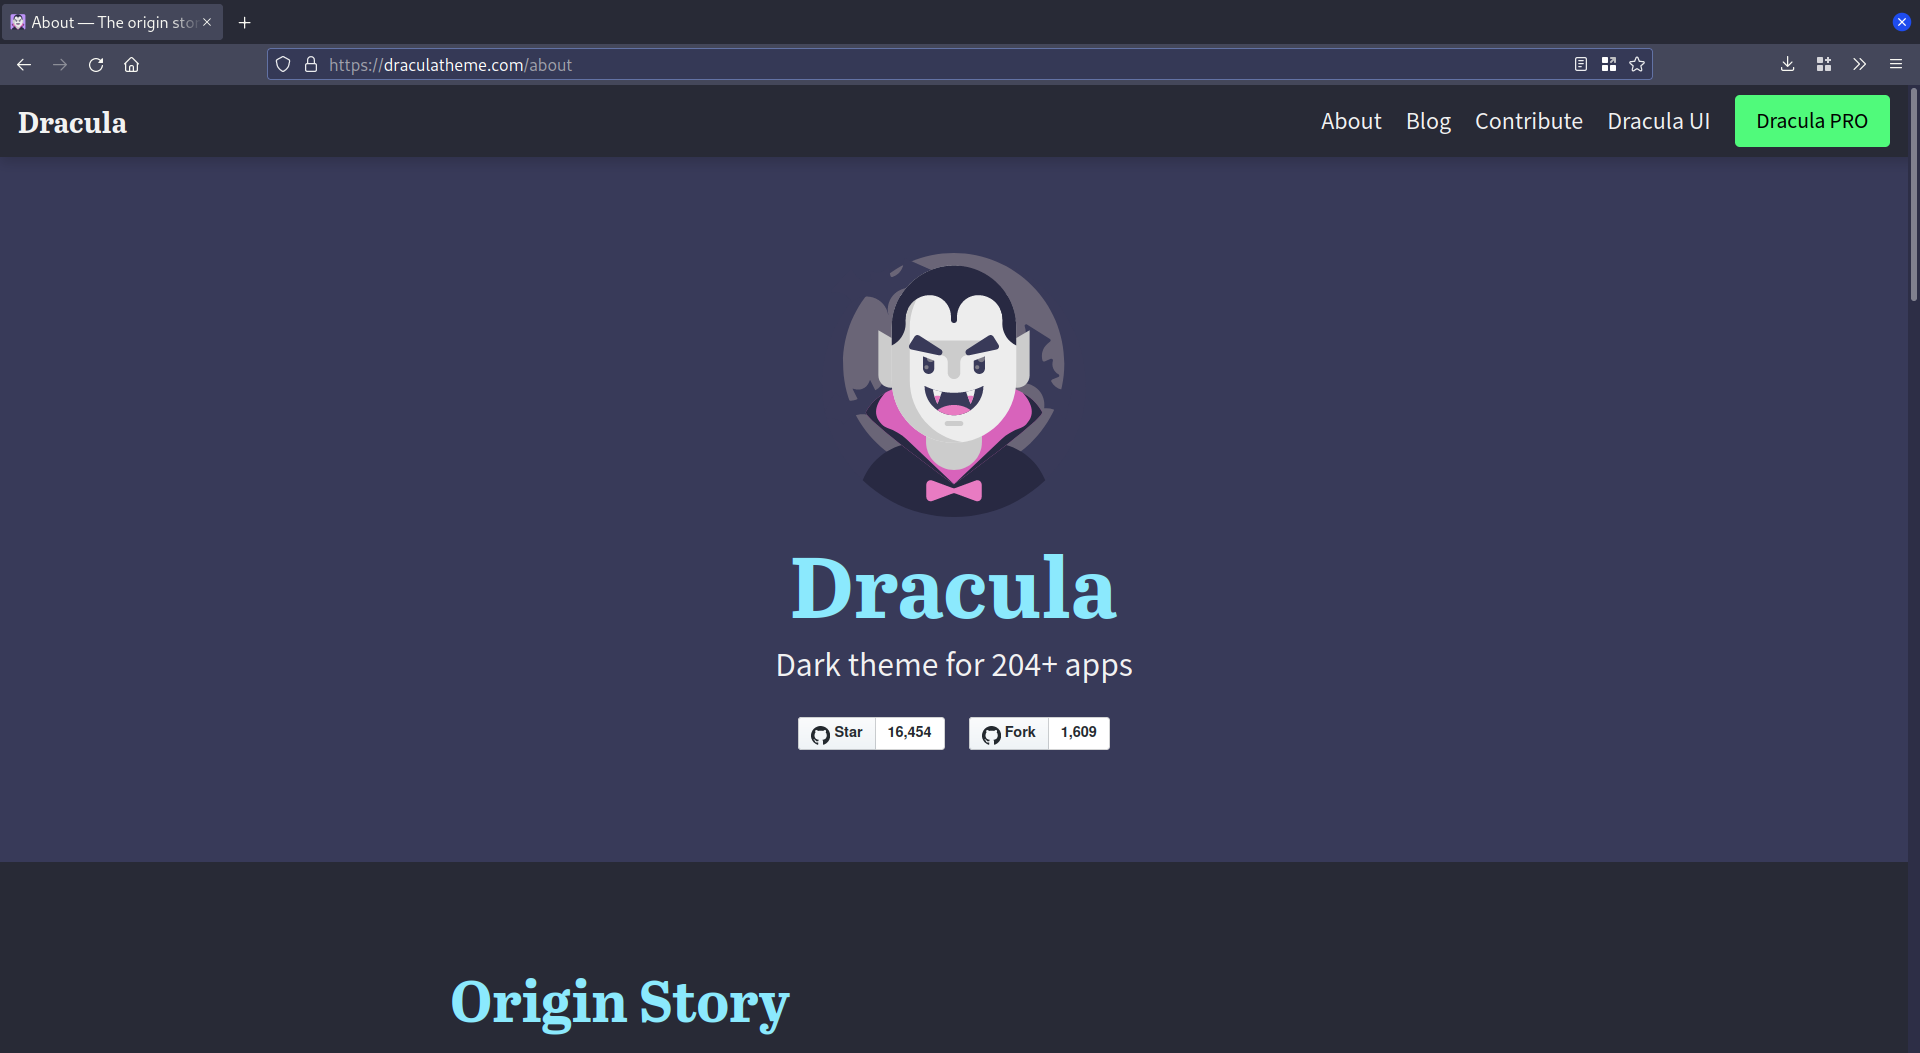 About — The origin sto
https://draculatheme.com/about
Dracula
About Blog Contribute Dracula UI Dracula PRO
Dracula
Dark theme for 204+ apps
Star 16,454 Fork 1,609
Origin Story